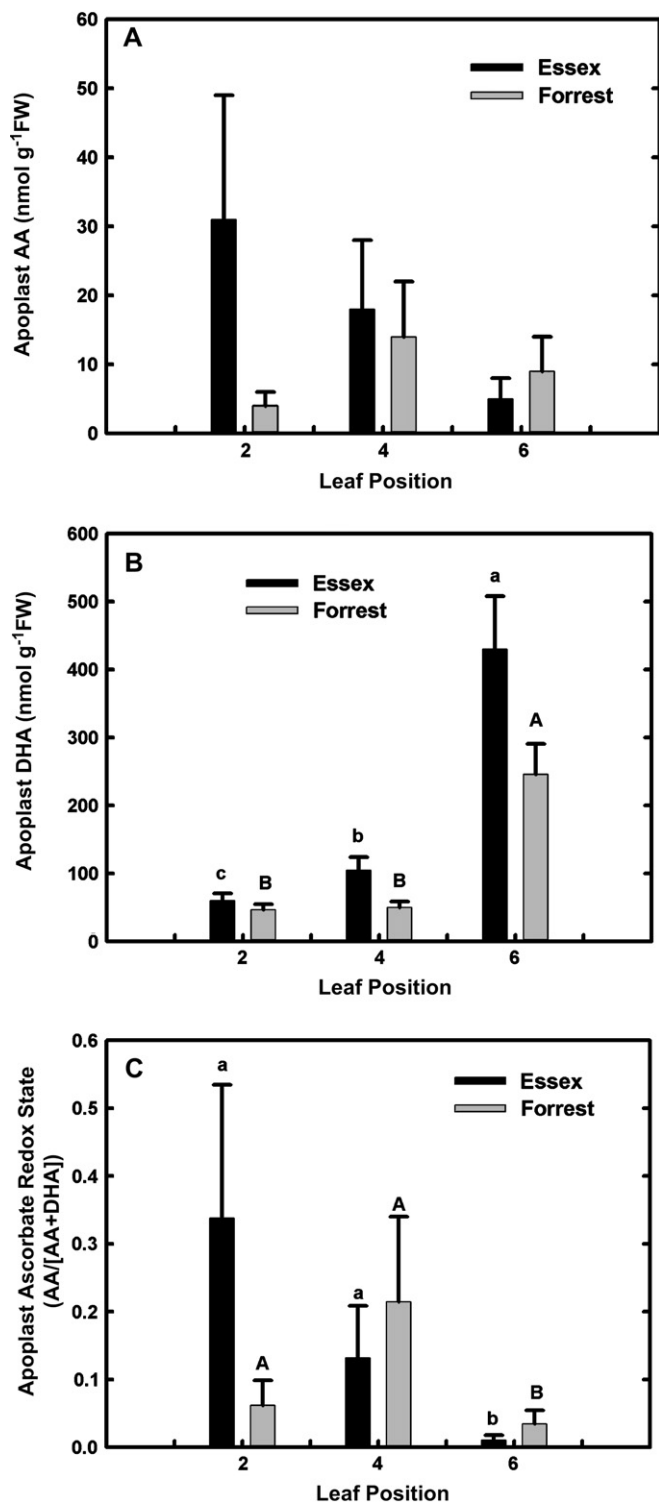 A
Essex
Forrest
60
50
40
30
20
10
0
Apoplast AA (nmol g⁻¹FW)
2 4 6
Leaf Position
B
Essex
Forrest
600
500
400
300
200
100
0
Apoplast DHA (nmol g⁻¹FW)
c B b B a A
2 4 6
Leaf Position
C
Essex
Forrest
0.6
0.5
0.4
0.3
0.2
0.1
0.0
Apoplast Ascorbate Redox State
(AA/[AA+DHA])
a A a A b B
2 4 6
Leaf Position